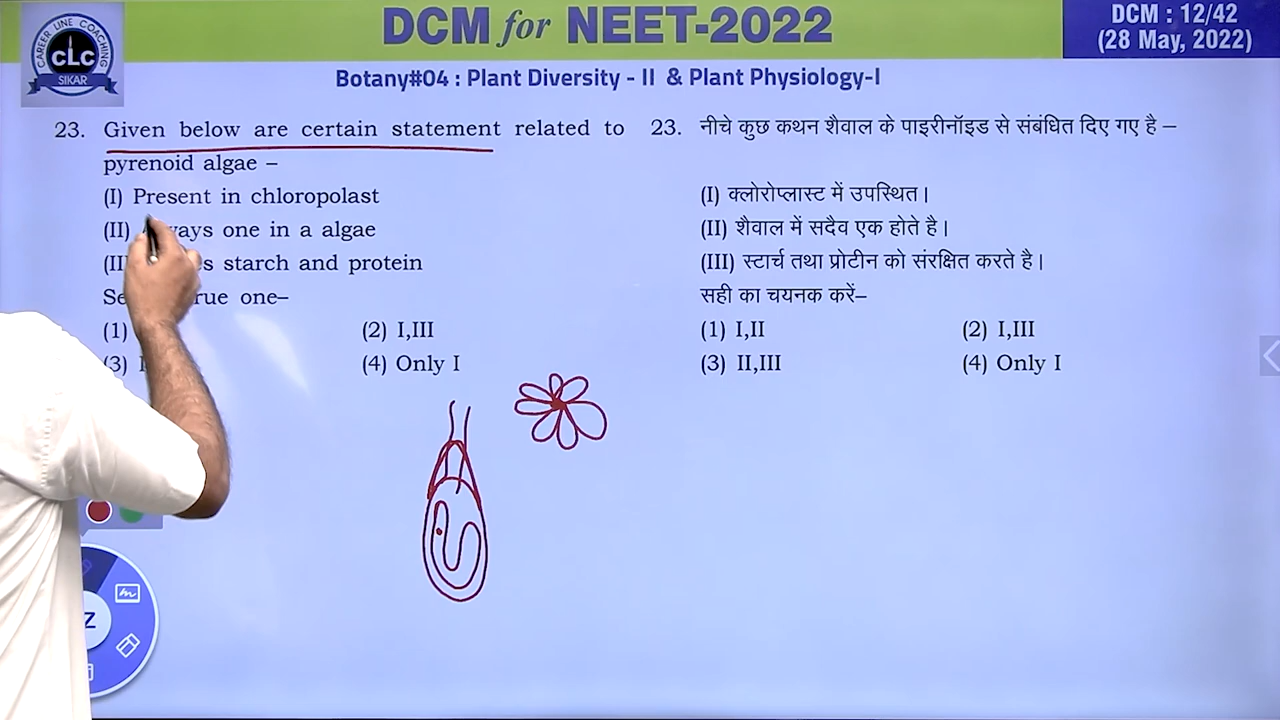 DCM for NEET-2022
DCM : 12/42
(28 May, 2022)
CAREER LINE COACHING
CLC
SIKAR
Botany#04 : Plant Diversity - II & Plant Physiology-I
23. Given below are certain statement related to
pyrenoid algae –
(I) Present in chloropolast
(II) ways one in a algae
starch and protein
one–
(1)
(2) I,III
(3)
(4) Only I
23. नीचे कुछ कथन शैवाल के पाइरीनॉइड से संबंधित दिए गए है –
(I) क्लोरोप्लास्ट में उपस्थित।
(II) शैवाल में सदैव एक होते है।
(III) स्टार्च तथा प्रोटीन को संरक्षित करते है।
सही का चयनक करें–
(1) I,II
(2) I,III
(3) II,III
(4) Only I
Z